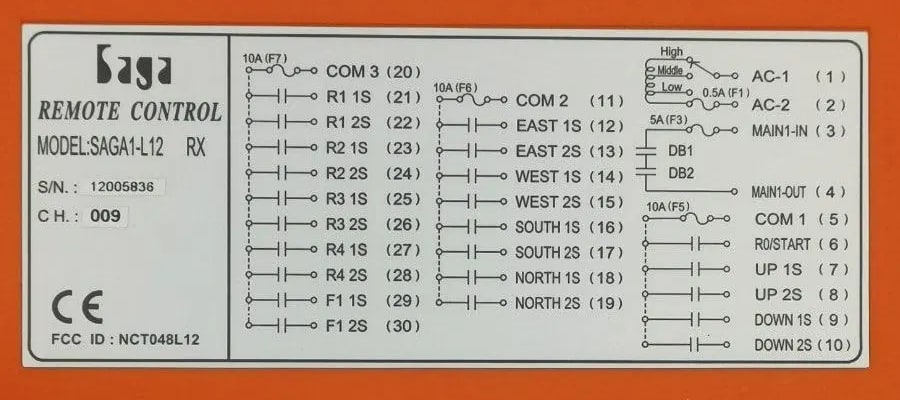 Saga
REMOTE CONTROL
MODEL:SAGA1-L12 RX
S/N.: 12005836
CH.: 009
CE
FCC ID : NCT048L12
10A(F7)
COM 3 (20)
R1 1S (21)
R1 2S (22)
R2 1S (23)
R2 2S (24)
R3 1S (25)
R3 2S (26)
R4 1S (27)
R4 2S (28)
F1 1S (29)
F1 2S (30)
10A(F6)
COM 2 (11)
EAST 1S (12)
EAST 2S (13)
WEST 1S (14)
WEST 2S (15)
SOUTH 1S (16)
SOUTH 2S (17)
NORTH 1S (18)
NORTH 2S (19)
High
Middle
Low
AC-1 (1)
0.5A(F1)
AC-2 (2)
5A(F3)
MAIN1-IN (3)
DB1
DB2
MAIN1-OUT (4)
10A(F5)
COM 1 (5)
R0/START (6)
UP 1S (7)
UP 2S (8)
DOWN 1S (9)
DOWN 2S (10)